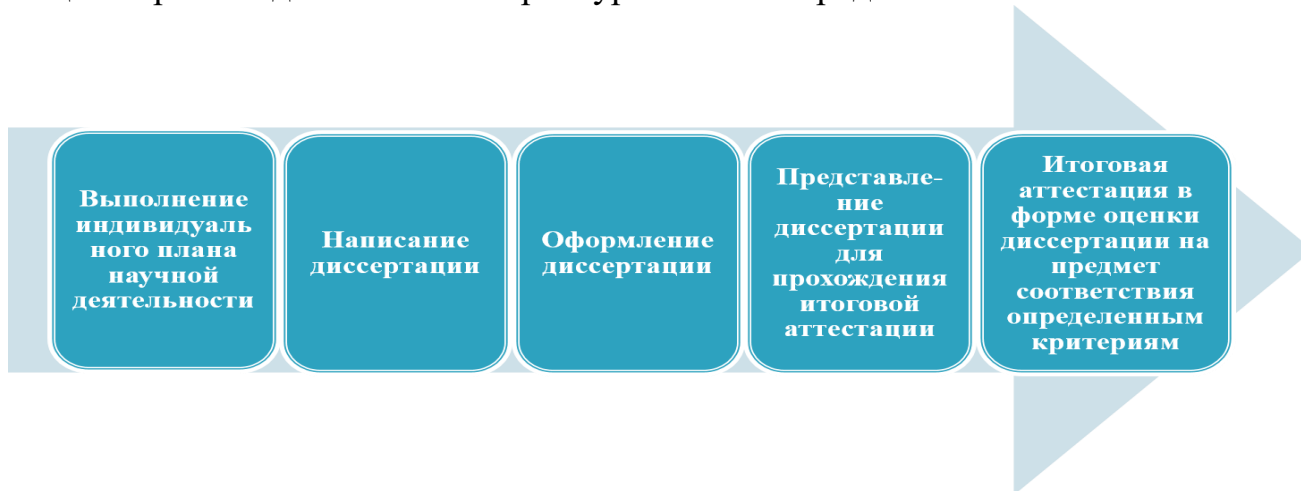 Выполнение
индивидуаль
ного плана
научной
деятельности
Написание
диссертации
Оформление
диссертации
Представле-
ние
диссертации
для
прохождения
итоговой
аттестации
Итоговая
аттестация в
форме оценки
диссертации на
предмет
соответствия
определенным
критериям